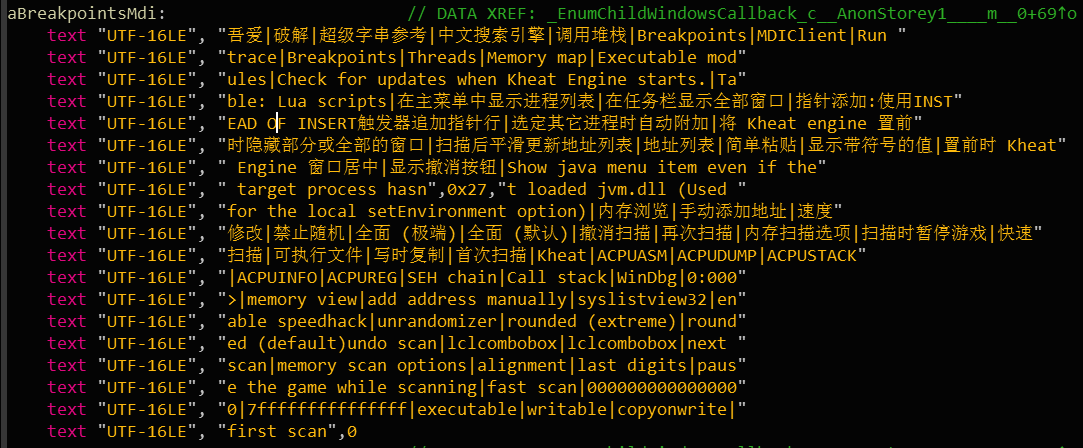 aBreakpointsMdi: // DATA XREF: _EnumChildWindowsCallback_c__AnonStorey1____m__0+69↑o
text "UTF-16LE", "吾爱|破解|超级字串参考|中文搜索引擎|调用堆栈|Breakpoints|MDIClient|Run "
text "UTF-16LE", "trace|Breakpoints|Threads|Memory map|Executable mod"
text "UTF-16LE", "ules|Check for updates when Kheat Engine starts.|Ta"
text "UTF-16LE", "ble: Lua scripts|在主菜单中显示进程列表|在任务栏显示全部窗口|指针添加:使用INST"
text "UTF-16LE", "EAD OF INSERT触发器追加指针行|选定其它进程时自动附加|将 Kheat engine 置前"
text "UTF-16LE", "时隐藏部分或全部的窗口|扫描后平滑更新地址列表|地址列表|简单粘贴|显示带符号的值|置前时 Kheat"
text "UTF-16LE", " Engine 窗口居中|显示撤消按钮|Show java menu item even if the"
text "UTF-16LE", " target process hasn",0x27,"t loaded jvm.dll (Used "
text "UTF-16LE", "for the local setEnvironment option)|内存浏览|手动添加地址|速度"
text "UTF-16LE", "修改|禁止随机|全面 (极端)|全面 (默认)|撤消扫描|再次扫描|内存扫描选项|扫描时暂停游戏|快速"
text "UTF-16LE", "扫描|可执行文件|写时复制|首次扫描|Kheat|ACPUASM|ACPUDUMP|ACPUSTACK"
text "UTF-16LE", "|ACPUINFO|ACPUREG|SEH chain|Call stack|WinDbg|0:000"
text "UTF-16LE", ">|memory view|add address manually|syslistview32|en"
text "UTF-16LE", "able speedhack|unrandomizer|rounded (extreme)|round"
text "UTF-16LE", "ed (default)undo scan|lclcombobox|lclcombobox|next "
text "UTF-16LE", "scan|memory scan options|alignment|last digits|paus"
text "UTF-16LE", "e the game while scanning|fast scan|000000000000000"
text "UTF-16LE", "0|7fffffffffffffff|executable|writable|copyonwrite|"
text "UTF-16LE", "first scan",0